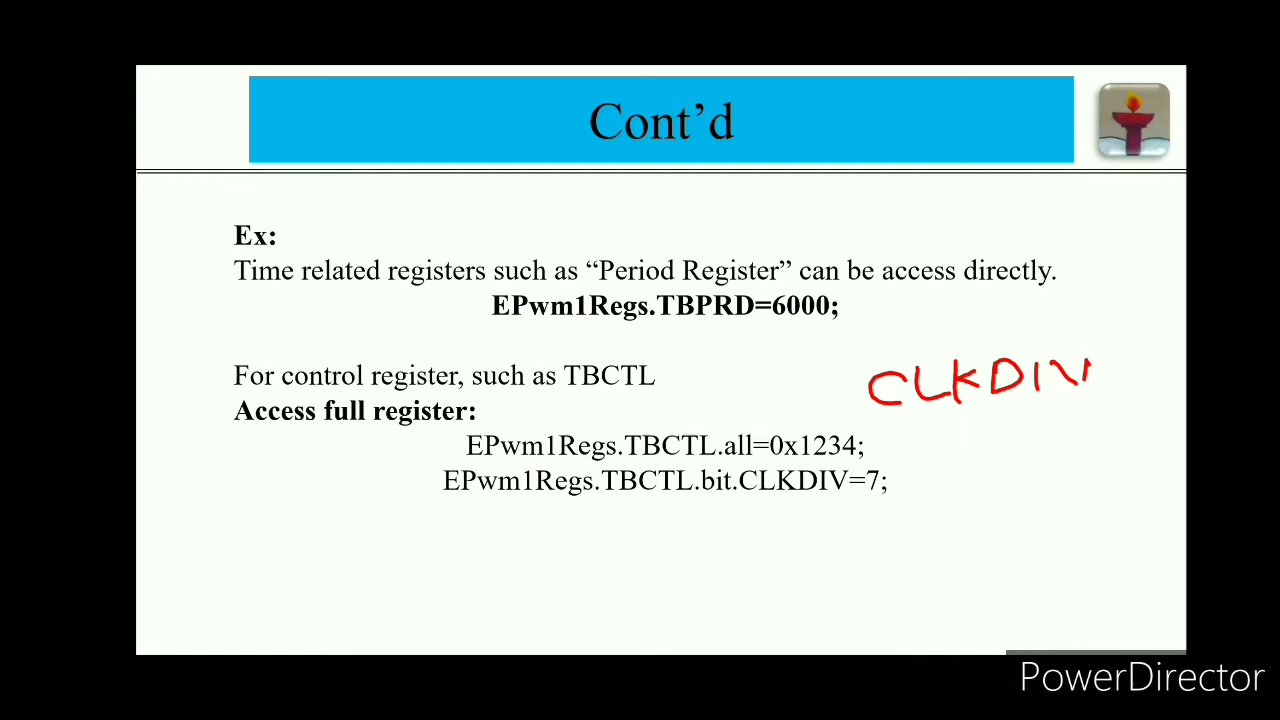 Cont’d
Ex:
Time related registers such as “Period Register” can be access directly.
EPwm1Regs.TBPRD=6000;
For control register, such as TBCTL
CLKDIV
Access full register:
EPwm1Regs.TBCTL.all=0x1234;
EPwm1Regs.TBCTL.bit.CLKDIV=7;
PowerDirector